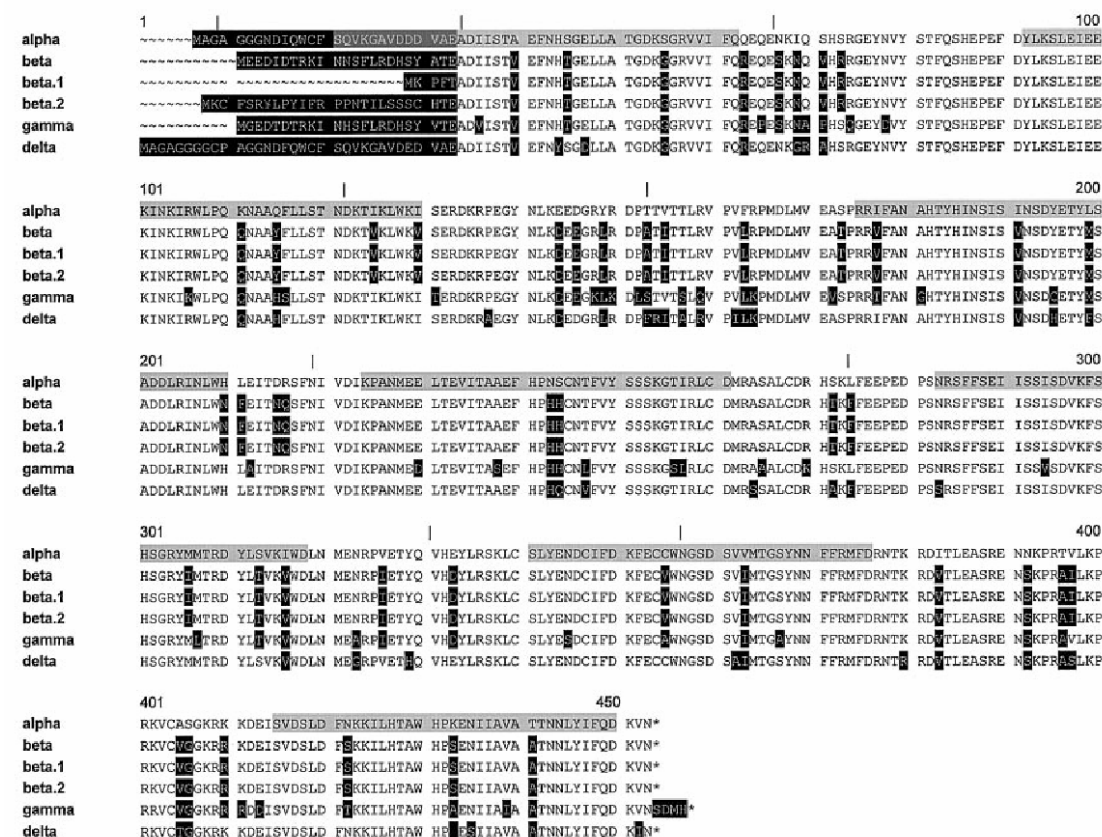 1 100
alpha ~~~~~~MAGA GGGNDIQWCF SQVKGAVDDD VAEADIISTA EFNHSGELLA TGDKSGRVVI FQQEQENKIQ SHSRGEYNVY STFQSHEPEF DYLKSLEIEE
beta ~~~~~~~~~~ MEEDIDTRKI NNSFLRDHSY ATEADIISTV EFNHTGELLA TGDKGGRVVI FQREQESKNQ VHRRGEYNVY STFQSHEPEF DYLKSLEIEE
beta.1 ~~~~~~~~~~ ~~~~~~~~~~ ~~~~~~~~MK PFTADIISTV EFNHTGELLA TGDKGGRVVI FQREQESKNQ VHRRGEYNVY STFQSHEPEF DYLKSLEIEE
beta.2 ~~~~~~~MKC FSRYLPYIFR PPNTILSSSC HTEADIISTV EFNHTGELLA TGDKGGRVVI FQREQESKNQ VHRRGEYNVY STFQSHEPEF DYLKSLEIEE
gamma ~~~~~~~~~~ MGEDTDTRKI NHSFLRDHSY VTEADVISTV EFNHTGELLA TGDKGGRVVI FQREPESKNA PHSQGEYDVY STFQSHEPEF DYLKSLEIEE
delta MAGAGGGGCP AGGNDFQWCF SQVKGAVDED VAEADIISTV EFNYSGDLLA TGDKGGRVVI FQREQENKGR AHSRGEYNVY STFQSHEPEF DYLKSLEIEE
101 200
alpha KINKIRWLPQ KNAAQFLLST NDKTIKLWKI SERDKRPEGY NLKEEDGRYR DPTTVTTLRV PVFRPMDLMV EASPRRIFAN AHTYHINSIS INSDYETYLS
beta KINKIRWLPQ QNAAYFLLST NDKTVKLWKV SERDKRPEGY NLKDEEGRLR DPATITTLRV PVLRPMDLMV EATPRRVFAN AHTYHINSIS VNSDYETYMS
beta.1 KINKIRWLPQ QNAAYFLLST NDKTVKLWKV SERDKRPEGY NLKDEEGRLR DPATITTLRV PVLRPMDLMV EATPRRVFAN AHTYHINSIS VNSDYETYMS
beta.2 KINKIRWLPQ QNAAYFLLST NDKTVKLWKV SERDKRPEGY NLKDEEGRLR DPATITTLRV PVLRPMDLMV EATPRRVFAN AHTYHINSIS VNSDYETYMS
gamma KINKIKWLPQ QNAAHSLLST NDKTIKLWKI TERDKRPEGY NLKDEEGKLK DLSTVTSLQV PVLKPMDLMV EVSPRRIFAN GHTYHINSIS VNSDCETYMS
delta KINKIRWLPQ QNAAHFLLST NDKTIKLWKI SERDKRAEGY NLKDEDGRLR DPFRITALRV PILKPMDLMV EASPRRIFAN AHTYHINSIS VNSDHETYFS
201 300
alpha ADDLRINLWH LEITDRSFNI VDIKPANMEE LTEVITAAEF HPNSCNTFVY SSSKGTIRLC DMRASALCDR HSKLFEEPED PSNRSFFSEI ISSISDVKFS
beta ADDLRINLWN FEITNQSFNI VDIKPANMEE LTEVITAAEF HPHHCNTFVY SSSKGTIRLC DMRASALCDR HTKFFEEPED PSNRSFFSEI ISSISDVKFS
beta.1 ADDLRINLWN FEITNQSFNI VDIKPANMEE LTEVITAAEF HPHHCNTFVY SSSKGTIRLC DMRASALCDR HTKFFEEPED PSNRSFFSEI ISSISDVKFS
beta.2 ADDLRINLWN FEITNQSFNI VDIKPANMEE LTEVITAAEF HPHHCNTFVY SSSKGTIRLC DMRASALCDR HTKFFEEPED PSNRSFFSEI ISSISDVKFS
gamma ADDLRINLWH LAITDRSFNI VDIKPANMED LTEVITASEF HPHHCNLFVY SSSKGSLRLC DMRAAALCDK HSKLFEEPED PSNRSFFSEI ISSVSDVKFS
delta ADDLRINLWH LEITDRSFNI VDIKPANMEE LTEVITAAEF HPHQCNVFVY SSSKGTIRLC DMRSSALCDR HAKFFEEPED PSSRSFFSEI ISSISDVKFS
301 400
alpha HSGRYMMTRD YLSVKIWDLN MENRPVETYQ VHEYLRSKLC SLYENDCIFD KFECCWNGSD SVVMTGSYNN FFRMFDRNTK RDITLEASRE NNKPRTVLKP
beta HSGRYIMTRD YLTVKVWDLN MENRPIETYQ VHDYLRSKLC SLYENDCIFD KFECVWNGSD SVIMTGSYNN FFRMFDRNTK RDVTLEASRE NSKPRAILKP
beta.1 HSGRYIMTRD YLTVKVWDLN MENRPIETYQ VHDYLRSKLC SLYENDCIFD KFECVWNGSD SVIMTGSYNN FFRMFDRNTK RDVTLEASRE NSKPRAILKP
beta.2 HSGRYIMTRD YLTVKVWDLN MENRPIETYQ VHDYLRSKLC SLYENDCIFD KFECVWNGSD SVIMTGSYNN FFRMFDRNTK RDVTLEASRE NSKPRAILKP
gamma HSGRYMLTRD YLTVKVWDLN MEARPIETYQ VHDYLRSKLC SLYESDCIFD KFECAWNGSD SVIMTGAYNN FFRMFDRNTK RDVTLEASRE NSKPRAVLKP
delta HSGRYMMTRD YLSVKVWDLN MEGRPVETHQ VHEYLRSKLC SLYENDCIFD KFECCWNGSD SAIMTGSYNN FFRMFDRNTR RDVTLEASRE NSKPRASLKP
401 450
alpha RKVCASGKRK KDEISVDSLD FNKKILHTAW HPKENIIAVA TTNNLYIFQD KVN*
beta RKVCVGGKRR KDEISVDSLD FSKKILHTAW HPSENIIAVA ATNNLYIFQD KVN*
beta.1 RKVCVGGKRR KDEISVDSLD FSKKILHTAW HPSENIIAVA ATNNLYIFQD KVN*
beta.2 RKVCVGGKRR KDEISVDSLD FSKKILHTAW HPSENIIAVA ATNNLYIFQD KVN*
gamma RRVCVGGKRR RDDISVDSLD FTKKILHTAW HPAENIIAIA ATNNLYIFQD KVNSDMH*
delta RKVCTGGKRK KDEISVDSLD FNKKILHTAW HPLESIIAVA ATNNLYIFQD KIN*